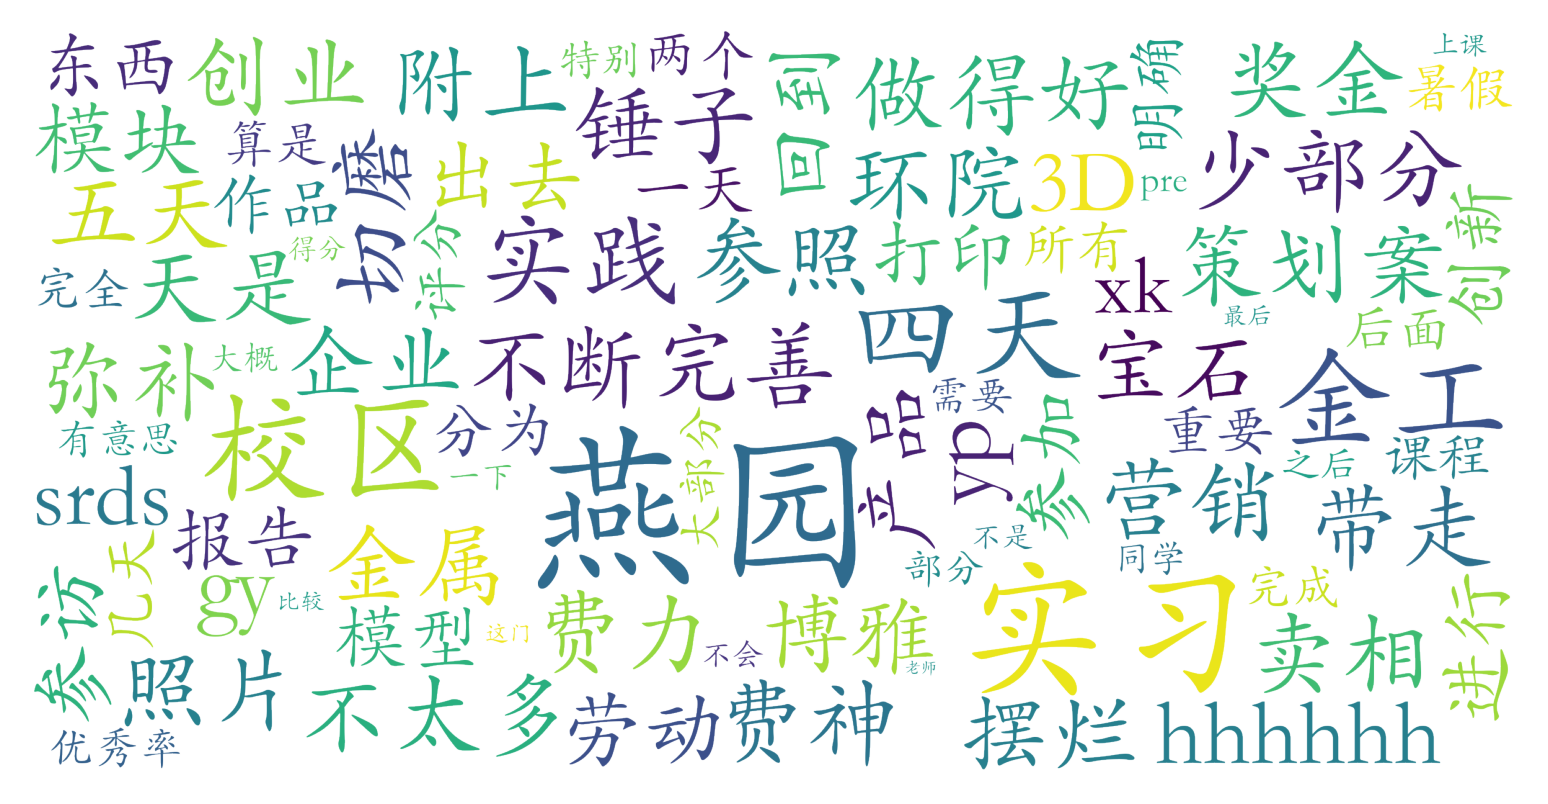 东西
创业
附上
特别
两个
回到
做得好
明确
奖金
上课
暑假
模块
算是
切磨
出去
锤子
一天
环院
3D
pre
少部分
五天
作品
得分
评分
实践
参照
打印
所有
策划案
创新
完全
天是
xk
最后
后面
弥补
大概
企业
不断完善
四天
宝石
金工
有意思
校区
分为
一下
燕园
大部分
产品
需要
yp
参加
重要
之后
课程
srds
报告
金属
营销
带走
不是
部分
同学
参访
几天
gy
比较
模型
这门
费力
不会
博雅
老师
实习
完成
卖相
进行
照片
不太多
劳动
费神
摆烂
hhhhhh
优秀率